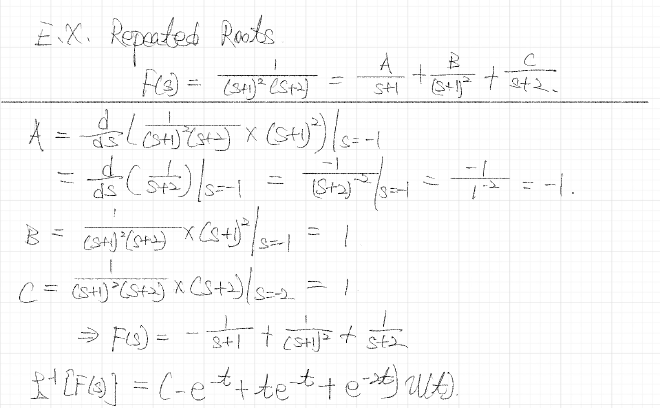 E.X. Repeated Roots
F(s) = 1/((s+1)²(s+2)) = A/(s+1) + B/(s+1)² + C/(s+2).
A = d/ds (1/((s+1)²(s+2)) × (s+1)²)|s=-1
= d/ds (1/(s+2))|s=-1 = -1/(s+2)⁻²|s=-1 = -1/1⁻² = -1.
B = 1/((s+1)²(s+2)) × (s+1)²|s=-1 = 1
C = 1/((s+1)²(s+2)) × (s+2)|s=-2 = 1
⇒ F(s) = - 1/(s+1) + 1/(s+1)² + 1/(s+2)
ℒ⁻¹[F(s)] = (-e⁻ᵗ + te⁻ᵗ + e⁻²ᵗ) u(t).